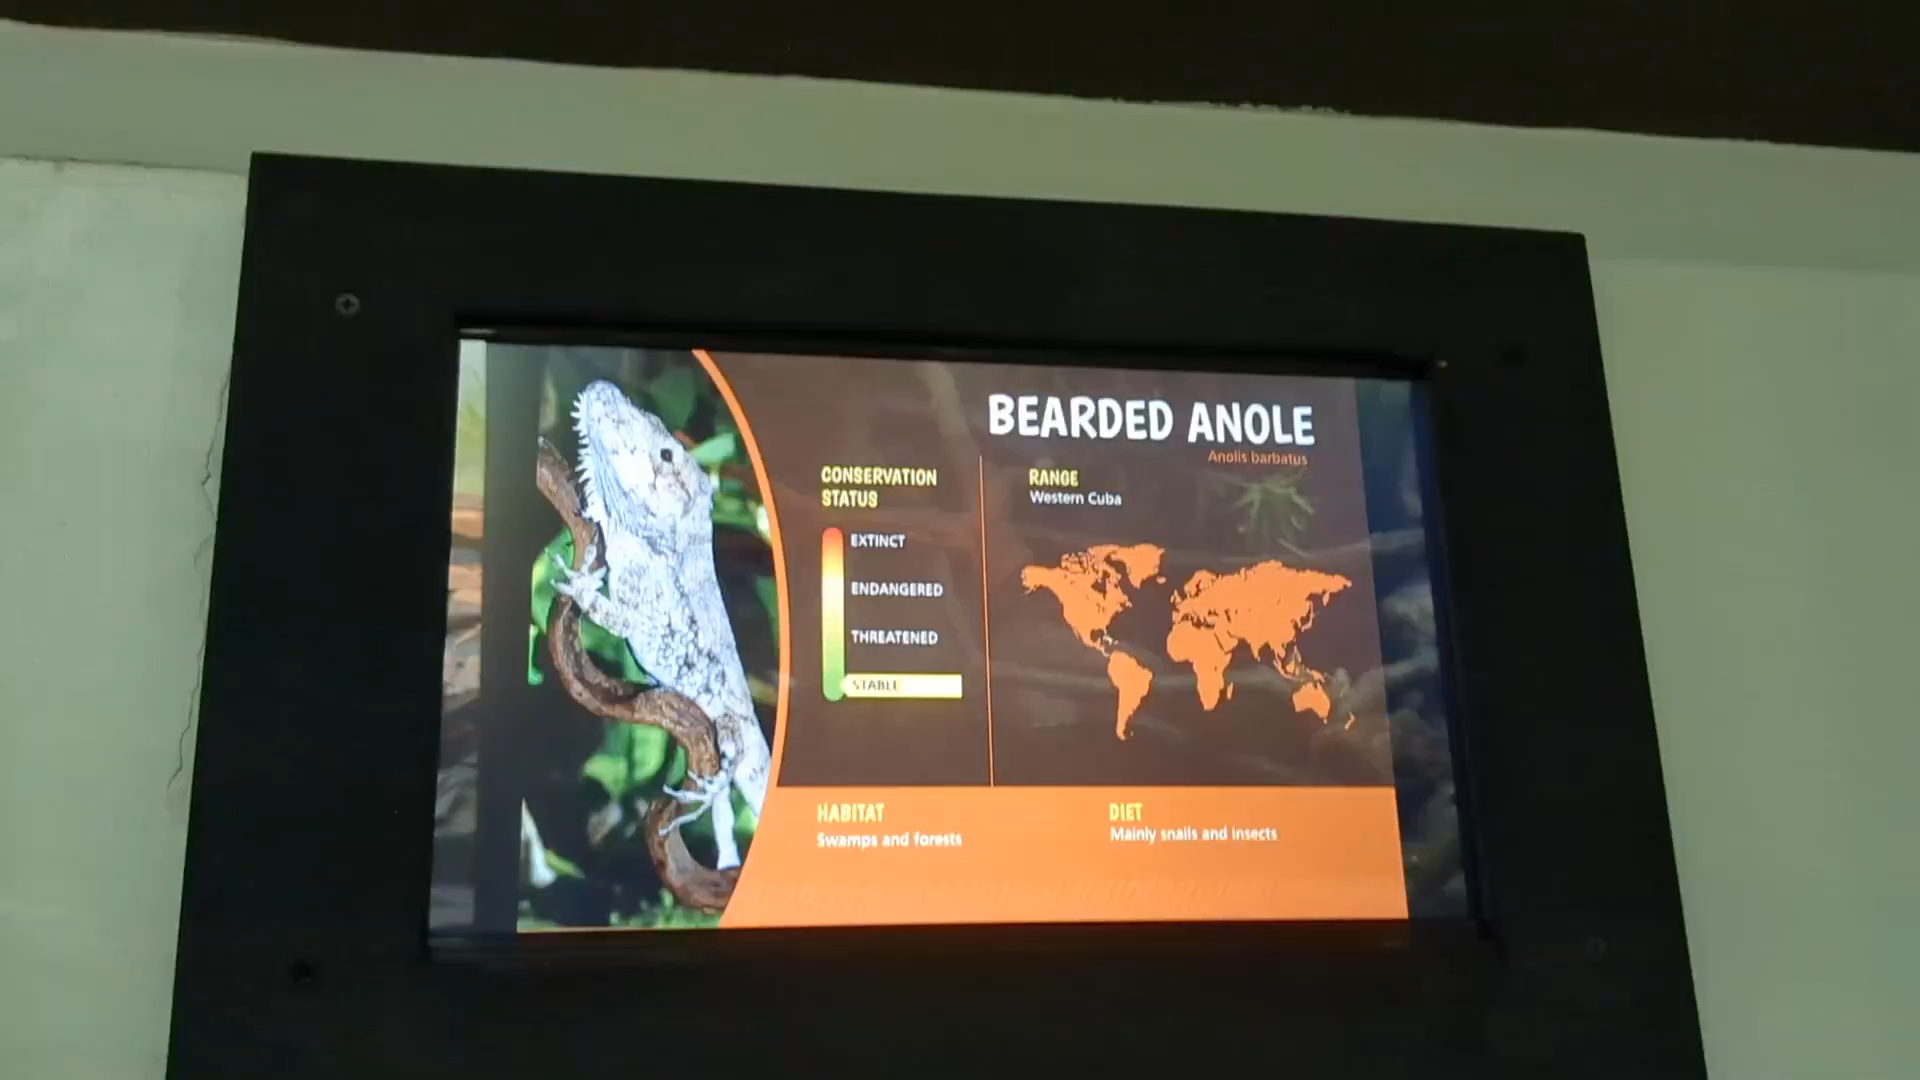 BEARDED ANOLE
Anolis barbatus
CONSERVATION
STATUS
EXTINCT
ENDANGERED
THREATENED
STABLE
RANGE
Western Cuba
HABITAT
Swamps and forests
DIET
Mainly snails and insects